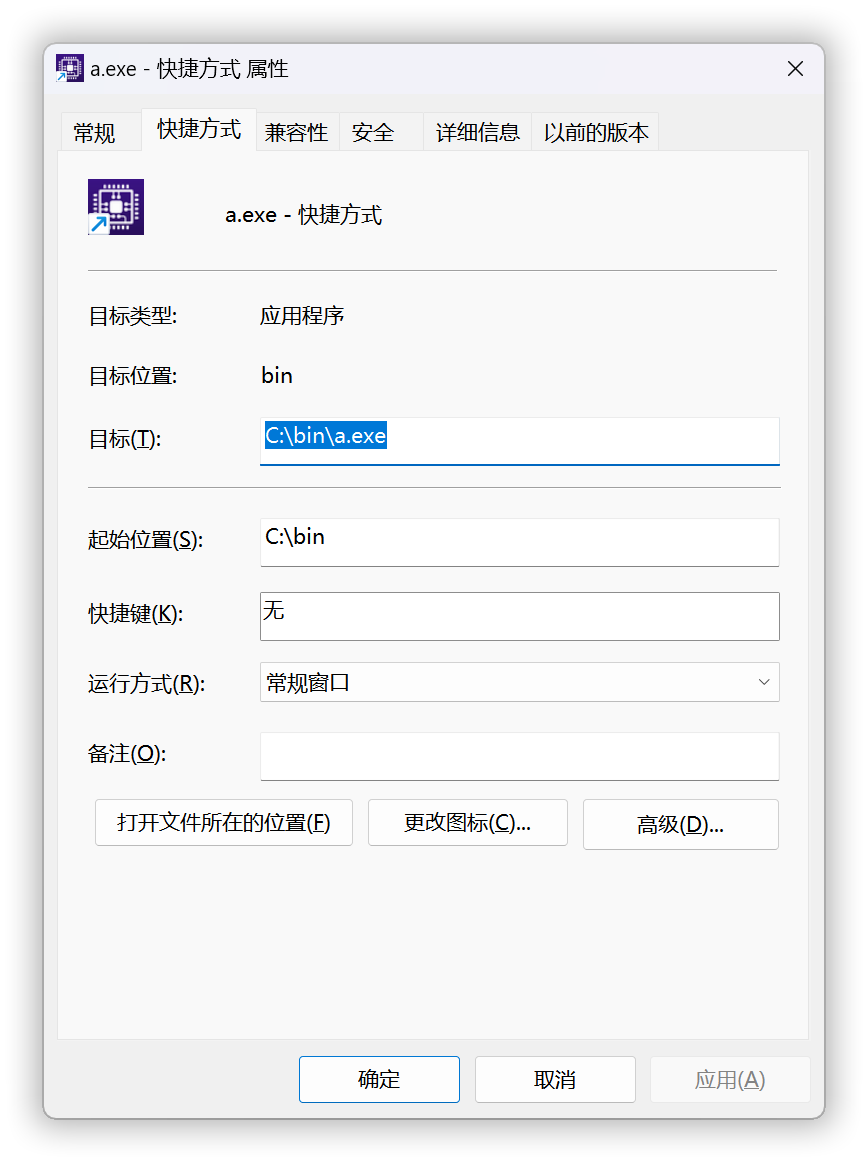 a.exe - 快捷方式 属性
常规 快捷方式 兼容性 安全 详细信息 以前的版本
a.exe - 快捷方式
目标类型: 应用程序
目标位置: bin
目标(T): C:\bin\a.exe
起始位置(S): C:\bin
快捷键(K): 无
运行方式(R): 常规窗口
备注(O):
打开文件所在的位置(F) 更改图标(C)... 高级(D)...
确定 取消 应用(A)